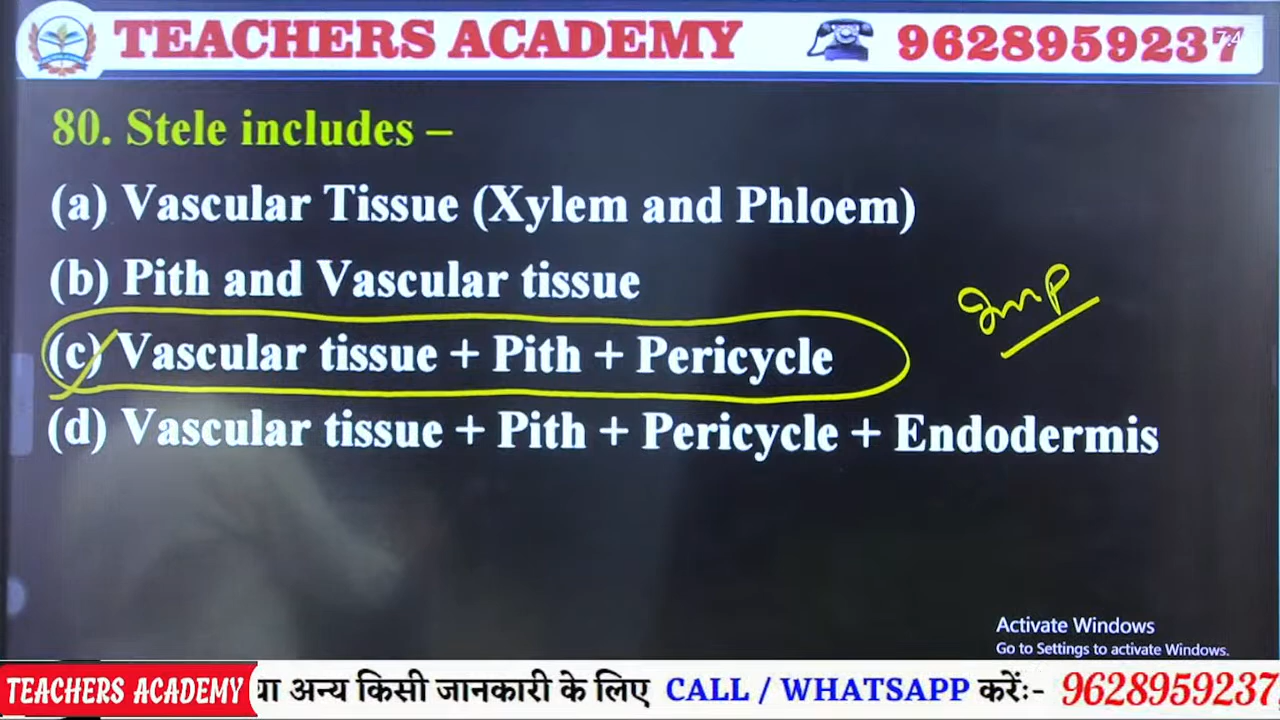 TEACHERS ACADEMY
9628959237
80. Stele includes –
(a) Vascular Tissue (Xylem and Phloem)
(b) Pith and Vascular tissue
Imp
(c) Vascular tissue + Pith + Pericycle
(d) Vascular tissue + Pith + Pericycle + Endodermis
Activate Windows
Go to Settings to activate Windows.
TEACHERS ACADEMY या अन्य किसी जानकारी के लिए CALL / WHATSAPP करें:- 9628959237